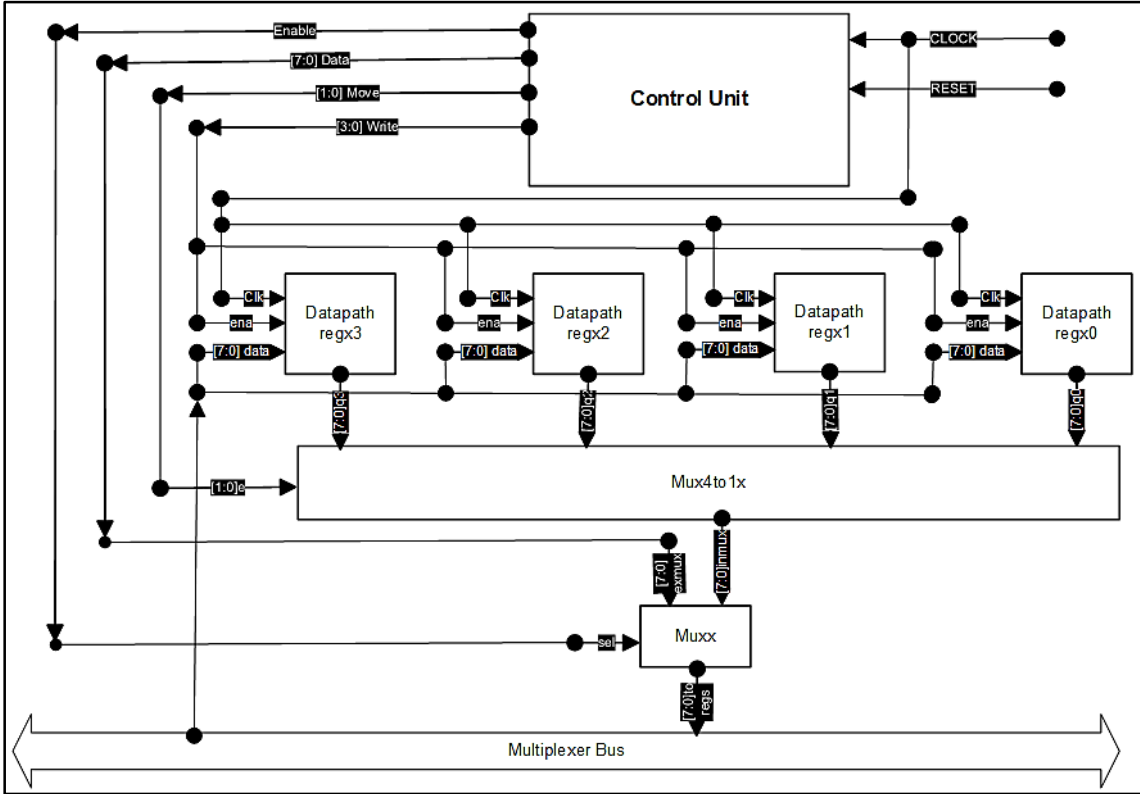 Enable
[7:0] Data
[1:0] Move
[3:0] Write
Control Unit
CLOCK
RESET
Clk
ena
[7:0] data
Datapath
regx3
Clk
ena
[7:0] data
Datapath
regx2
Clk
ena
[7:0] data
Datapath
regx1
Clk
ena
[7:0] data
Datapath
regx0
[7:0]q3
[7:0]q2
[7:0]q1
[7:0]q0
[1:0]e
Mux4to1x
[7:0]
exmux
[7:0]inmux
sel
Muxx
[7:0]to
regs
Multiplexer Bus